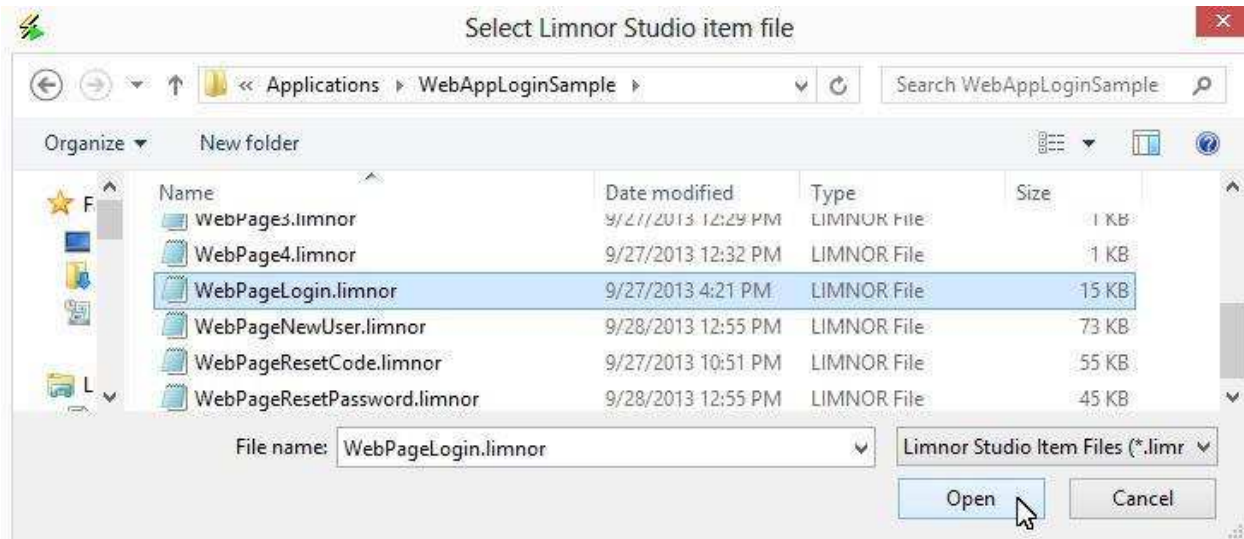 Select Limnor Studio item file
« Applications WebAppLoginSample Search WebAppLoginSample
Organize New folder
Name Date modified Type Size
WebPage3.limnor 9/27/2013 12:29 PM LIMNOR File 1 KB
WebPage4.limnor 9/27/2013 12:32 PM LIMNOR File 1 KB
WebPageLogin.limnor 9/27/2013 4:21 PM LIMNOR File 15 KB
WebPageNewUser.limnor 9/28/2013 12:55 PM LIMNOR File 73 KB
WebPageResetCode.limnor 9/27/2013 10:51 PM LIMNOR File 55 KB
L WebPageResetPassword.limnor 9/28/2013 12:55 PM LIMNOR File 45 KB
File name: WebPageLogin.limnor Limnor Studio Item Files (*.limr
Open Cancel